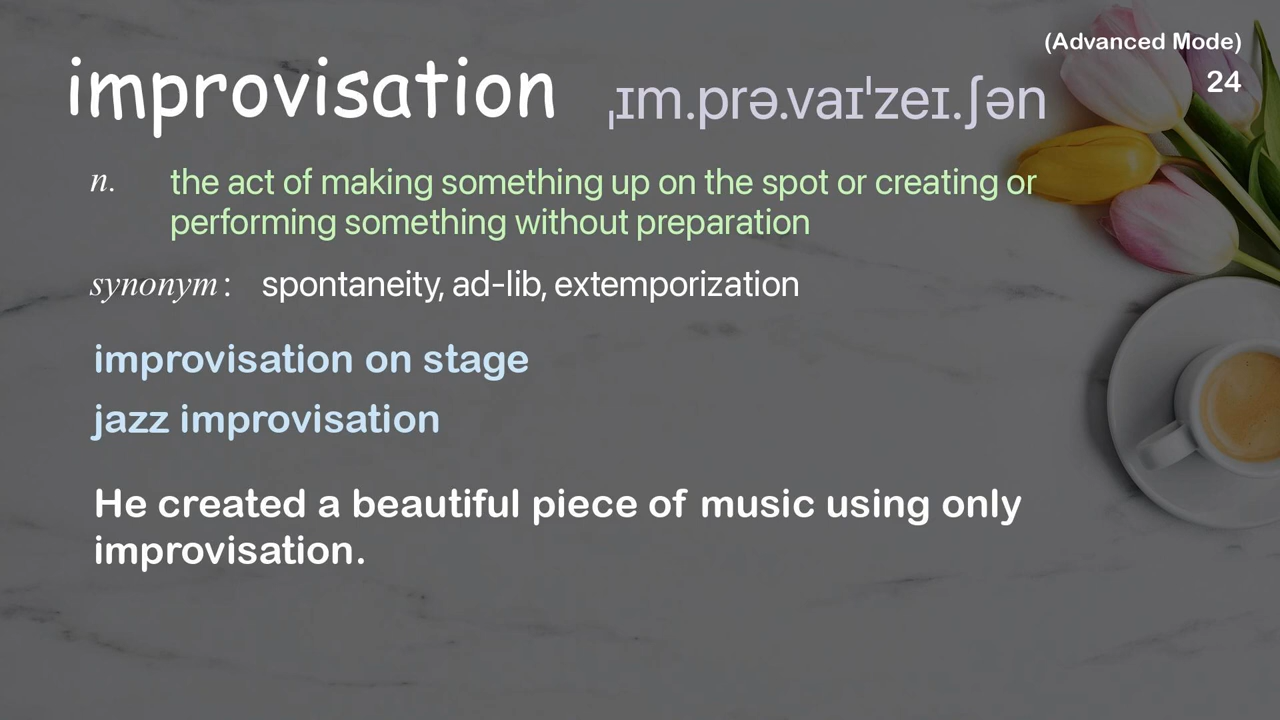 (Advanced Mode)
24
improvisation ˌɪm.prə.vaɪˈzeɪ.ʃən
n. the act of making something up on the spot or creating or
performing something without preparation
synonym: spontaneity, ad-lib, extemporization
improvisation on stage
jazz improvisation
He created a beautiful piece of music using only
improvisation.